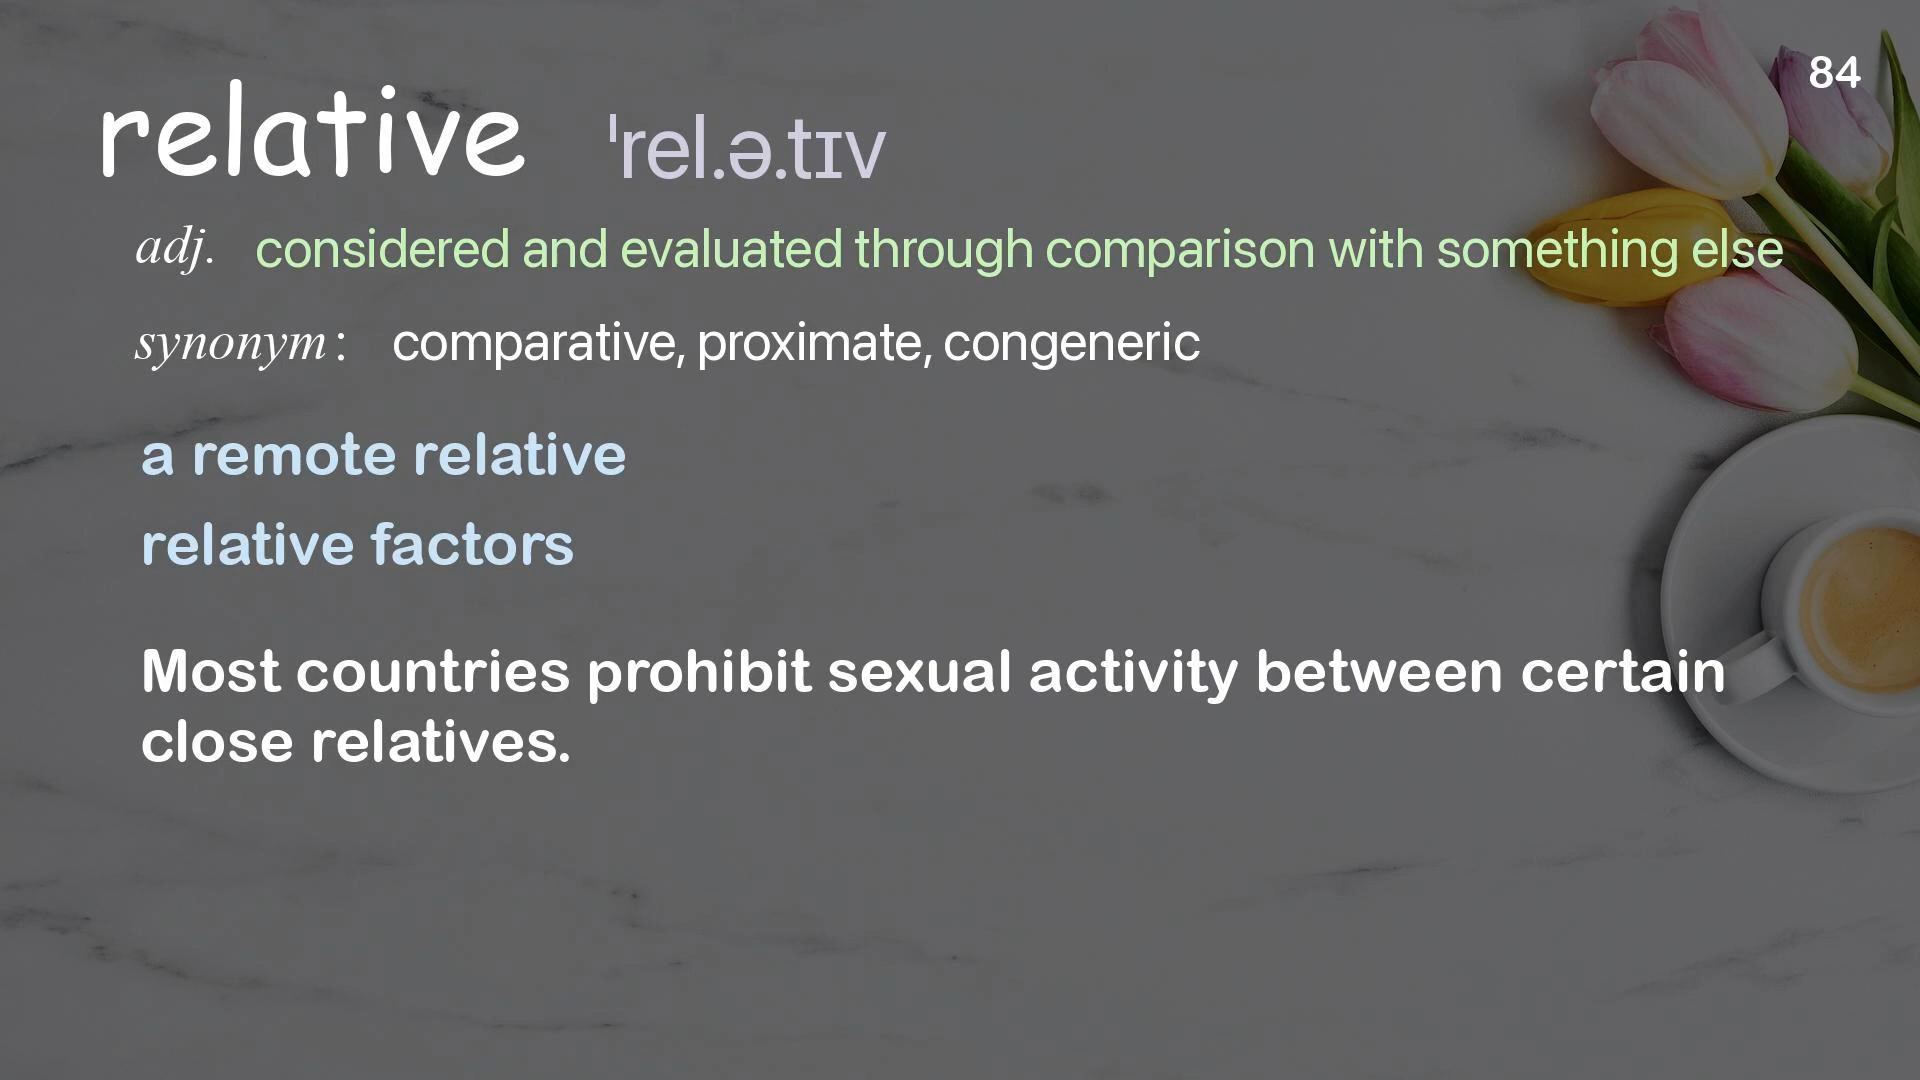 84
relative ˈrel.ə.tɪv
adj. considered and evaluated through comparison with something else
synonym: comparative, proximate, congeneric
a remote relative
relative factors
Most countries prohibit sexual activity between certain
close relatives.